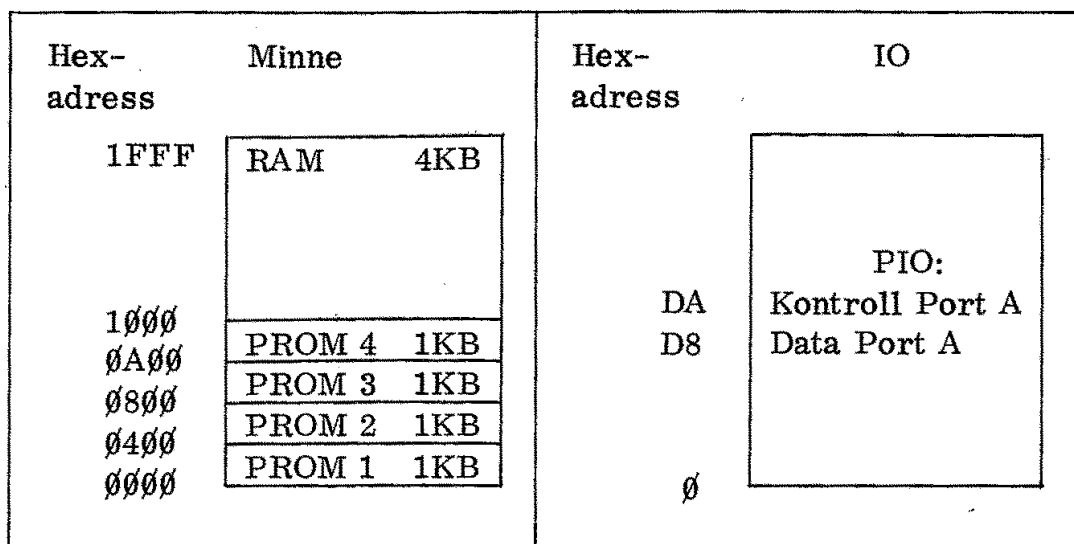 Hex-
adress
Minne
1FFF
RAM 4KB
1ØØØ
PROM 4 1KB
ØAØØ
PROM 3 1KB
Ø8ØØ
PROM 2 1KB
Ø4ØØ
PROM 1 1KB
ØØØØ
Hex-
adress
IO
PIO:
DA Kontroll Port A
D8 Data Port A
Ø